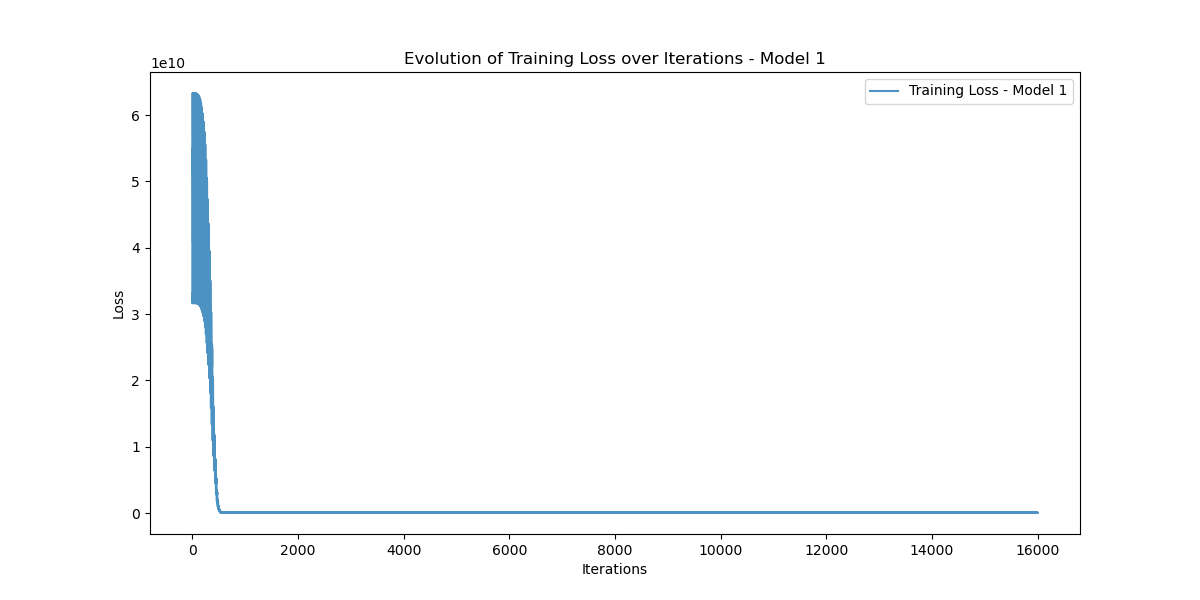 Evolution of Training Loss over Iterations - Model 1
1e10
Training Loss - Model 1
6
5
4
3
2
1
0
Loss
0 2000 4000 6000 8000 10000 12000 14000 16000
Iterations